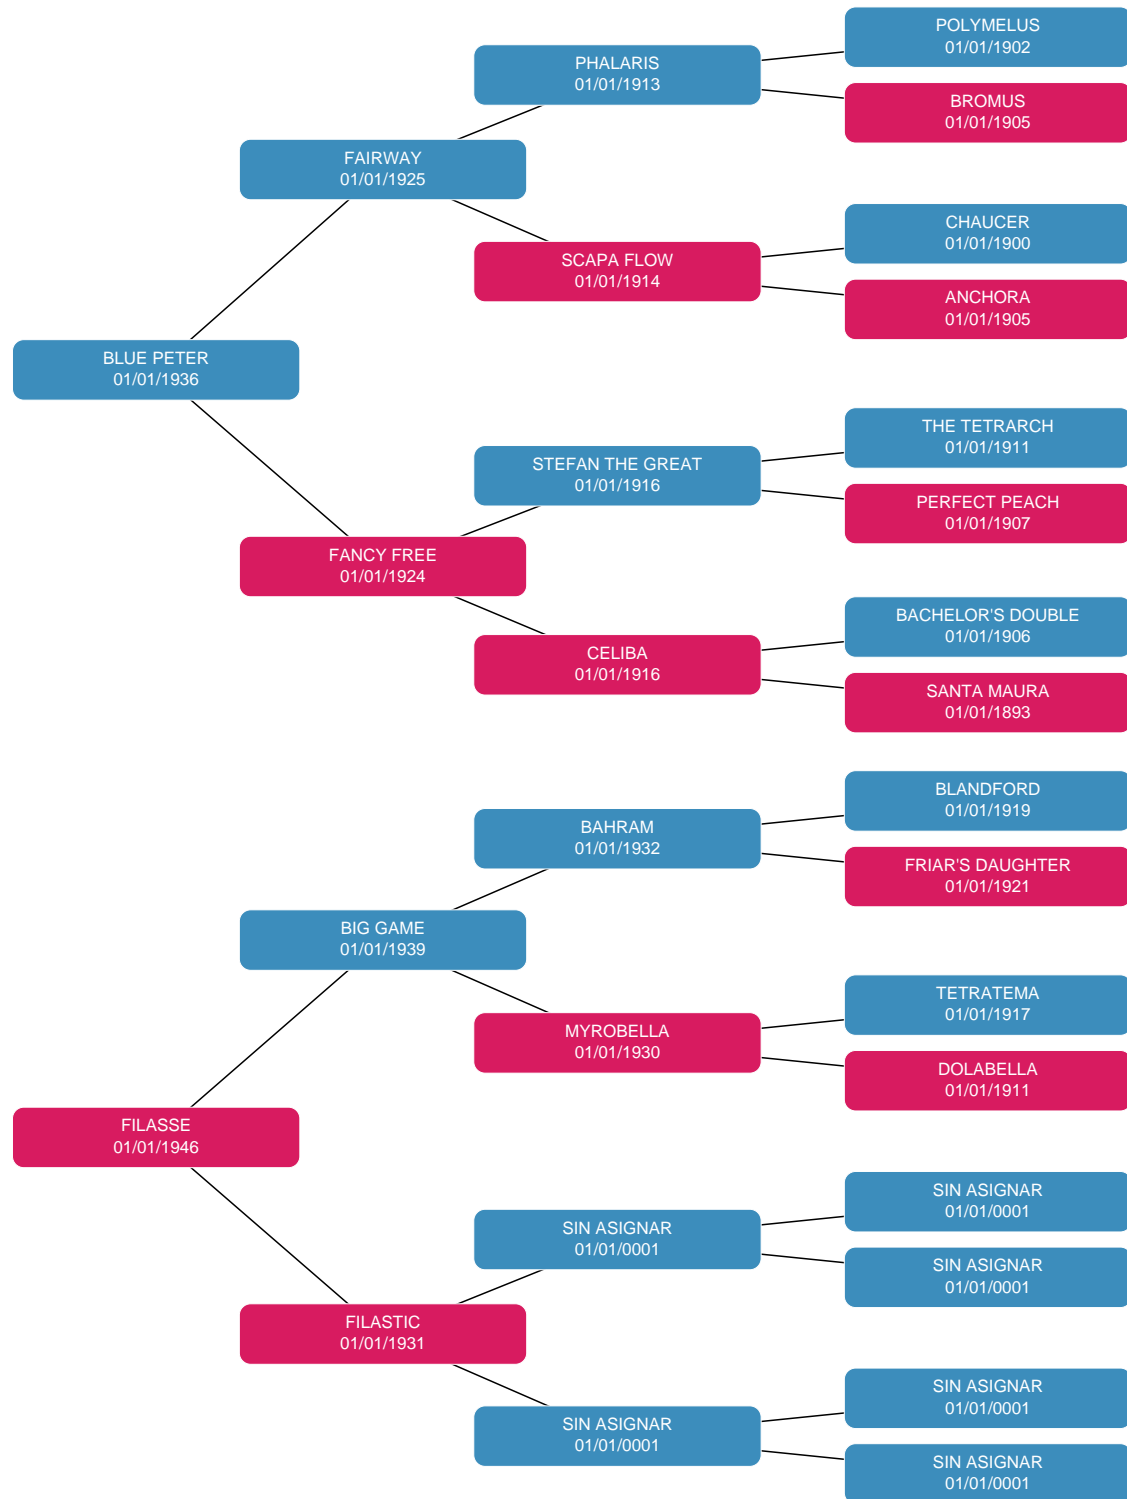 POLYMELUS
01/01/1902
PHALARIS
01/01/1913
BROMUS
01/01/1905
FAIRWAY
01/01/1925
CHAUCER
01/01/1900
SCAPA FLOW
01/01/1914
ANCHORA
01/01/1905
BLUE PETER
01/01/1936
THE TETRARCH
01/01/1911
STEFAN THE GREAT
01/01/1916
PERFECT PEACH
01/01/1907
FANCY FREE
01/01/1924
BACHELOR'S DOUBLE
01/01/1906
CELIBA
01/01/1916
SANTA MAURA
01/01/1893
BLANDFORD
01/01/1919
BAHRAM
01/01/1932
FRIAR'S DAUGHTER
01/01/1921
BIG GAME
01/01/1939
TETRATEMA
01/01/1917
MYROBELLA
01/01/1930
DOLABELLA
01/01/1911
FILASSE
01/01/1946
SIN ASIGNAR
01/01/0001
SIN ASIGNAR
01/01/0001
SIN ASIGNAR
01/01/0001
FILASTIC
01/01/1931
SIN ASIGNAR
01/01/0001
SIN ASIGNAR
01/01/0001
SIN ASIGNAR
01/01/0001